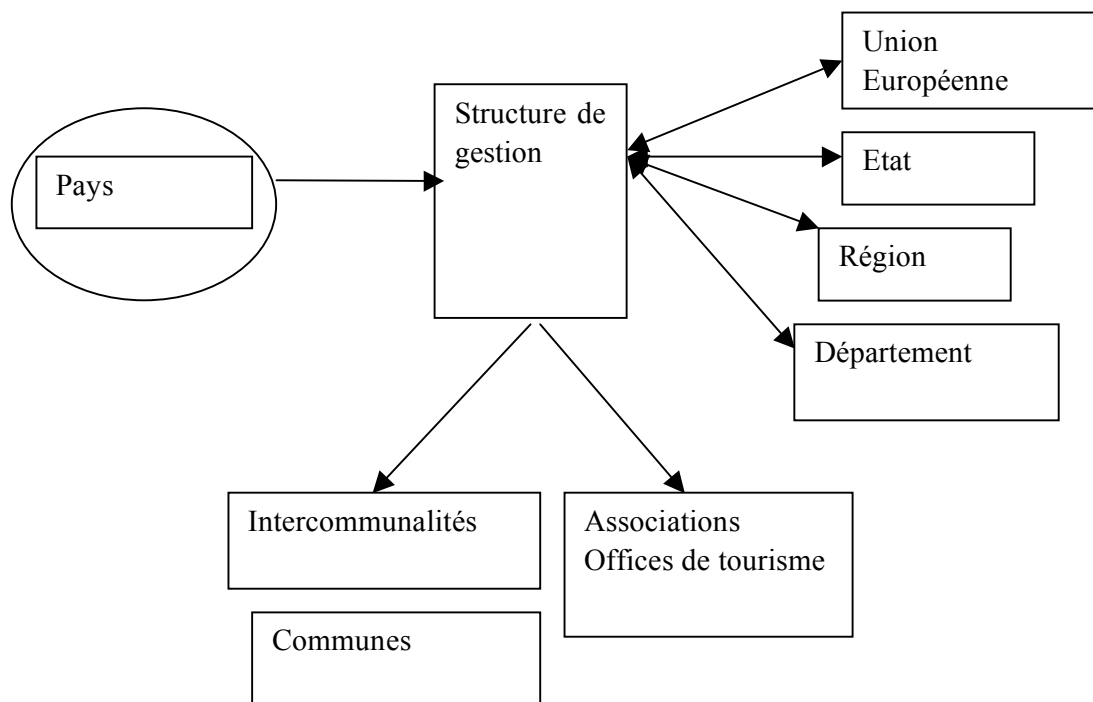 Pays
Structure de
gestion
Union
Européenne
Etat
Région
Département
Intercommunalités
Associations
Offices de tourisme
Communes